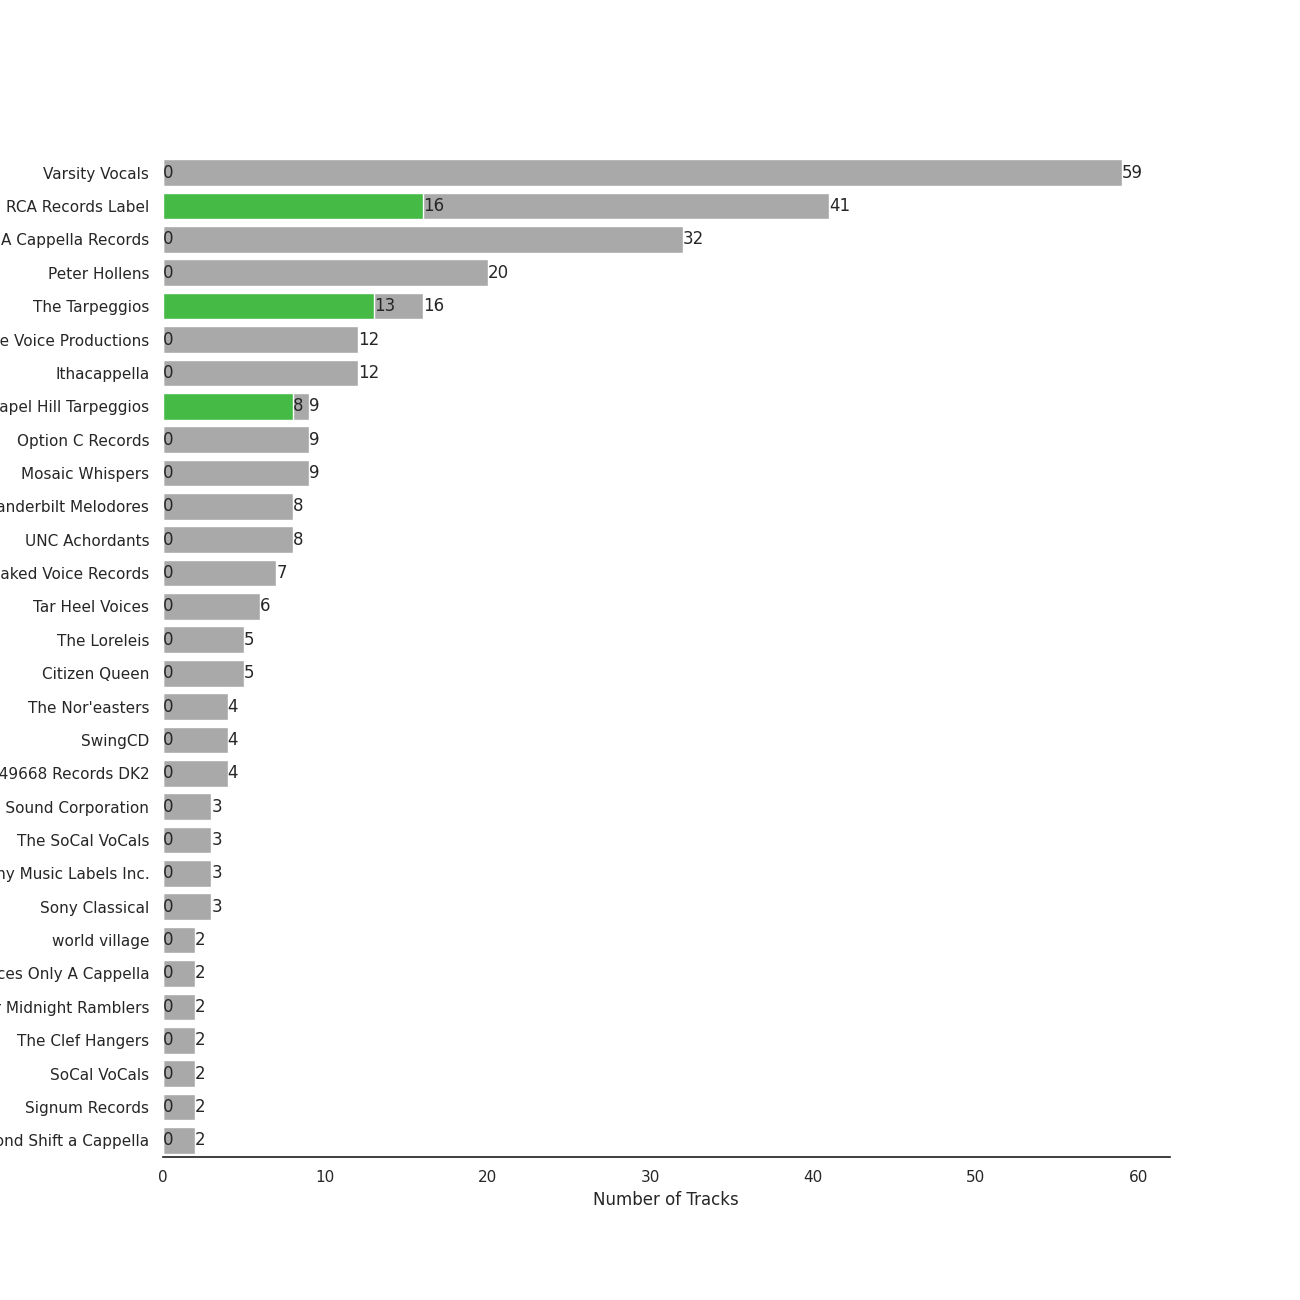 Varsity Vocals 0 59
RCA Records Label 16 41
A Cappella Records 0 32
Peter Hollens 0 20
The Tarpeggios 13 16
Voice Productions 0 12
Ithacappella 0 12
Hill Tarpeggios 8 9
Option C Records 0 9
Mosaic Whispers 0 9
Melodores 0 8
UNC Achordants 0 8
Voice Records 0 7
Tar Heel Voices 0 6
The Loreleis 0 5
Citizen Queen 0 5
The Nor'easters 0 4
SwingCD 0 4
49668 Records DK2 0 4
Sound Corporation 0 3
The SoCal VoCals 0 3
Music Labels Inc. 0 3
Sony Classical 0 3
world village 0 2
Only A Cappella 0 2
Midnight Ramblers 0 2
The Clef Hangers 0 2
SoCal VoCals 0 2
Signum Records 0 2
Shift a Cappella 0 2
0 10 20 30 40 50 60
Number of Tracks